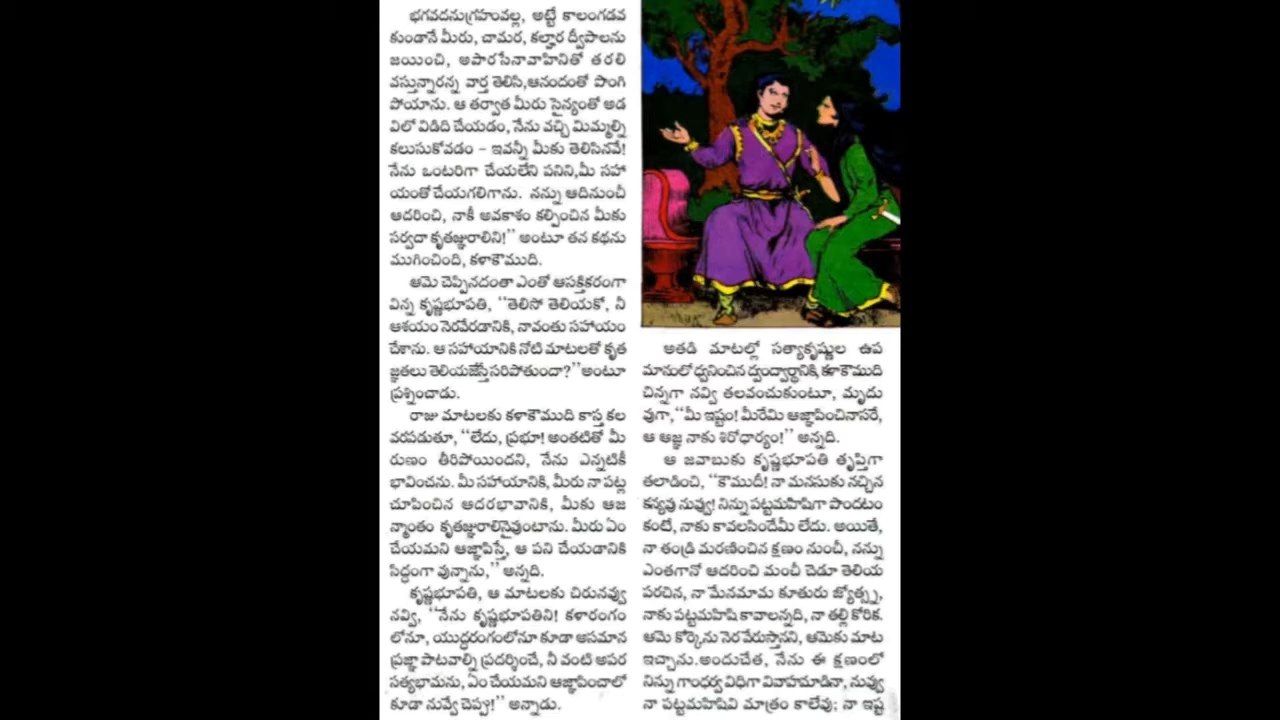 భగవదనుగ్రహంవల్ల, అట్టే కాలంగడవ
కుండానే మీరు, చామర, కల్హార ద్వీపాలను
జయించి, అపారసేనావాహినితో తరలి
వస్తున్నారన్న వార్త తెలిసి,ఆనందంతో పొంగి
పోయాను. ఆ తర్వాత మీరు సైన్యంతో అడ
విలో విడిది చేయడం, నేను వచ్చి మిమ్మల్ని
కలుసుకోవడం – ఇవన్నీ మీకు తెలిసినవే!
నేను ఒంటరిగా చేయలేని పనిని,మీ సహా
యంతో చేయగలిగాను. నన్ను ఆదినుంచీ
ఆదరించి, నాకీ అవకాశం కల్పించిన మీకు
సర్వదా కృతజ్ఞురాలిని!'' అంటూ తన కథను
ముగించింది, కళాకౌముది.
ఆమె చెప్పినదంతా ఎంతో ఆసక్తికరంగా
విన్న కృష్ణభూపతి, ''తెలిసో తెలియకో, నీ
ఆశయం నెరవేరడానికి, నావంతు సహాయం
చేశాను. ఆ సహాయానికి నోటి మాటలతో కృత
జ్ఞతలు తెలియజేస్తే సరిపోతుందా?''అంటూ
ప్రశ్నించాడు.
రాజు మాటలకు కళాకౌముది కాస్త కల
వరపడుతూ, ''లేదు, ప్రభూ! అంతటితో మీ
రుణం తీరిపోయిందని, నేను ఎన్నటికీ
భావించను. మీ సహాయానికి, మీరు నా పట్ల
చూపించిన ఆదరభావానికి, మీకు ఆజ
న్మాంతం కృతజ్ఞురాలినైవుంటాను. మీరు ఏం
చేయమని ఆజ్ఞాపిస్తే, ఆ పని చేయడానికి
సిద్ధంగా వున్నాను,'' అన్నది.
కృష్ణభూపతి, ఆ మాటలకు చిరునవ్వు
నవ్వి, ''నేను కృష్ణభూపతిని! కళారంగం
లోనూ, యుద్ధరంగంలోనూ కూడా అసమాన
ప్రజ్ఞా పాటవాల్ని ప్రదర్శించే, నీ వంటి అపర
సత్యభామను, ఏం చేయమని ఆజ్ఞాపించాలో
కూడా నువ్వే చెప్పు!'' అన్నాడు.
అతడి మాటల్లో సత్యాకృష్ణుల ఉప
మానంలో ధ్వనించిన ద్వంద్వార్థానికి,కళాకౌముది
చిన్నగా నవ్వి తలవంచుకుంటూ, మృదు
వుగా,''మీ ఇష్టం! మీరేమి ఆజ్ఞాపించినాసరే,
ఆ ఆజ్ఞ నాకు శిరోధార్యం!'' అన్నది.
ఆ జవాబుకు కృష్ణభూపతి తృప్తిగా
తలాడించి, ''కౌముదీ! నా మనసుకు నచ్చిన
కన్యవు నువ్వు! నిన్ను పట్టమహిషిగా పొందటం
కంటే, నాకు కావలసిందేమీ లేదు. అయితే,
నా తండ్రి మరణించిన క్షణం నుంచీ, నన్ను
ఎంతగానో ఆదరించి మంచీ చెడూ తెలియ
పరచిన, నా మేనమామ కూతురు జ్యోత్స్న,
నాకు పట్టమహిషి కావాలన్నది, నా తల్లి కోరిక.
ఆమె కోర్కెను నెరవేరుస్తానని, ఆమెకు మాట
ఇచ్చాను.అందుచేత, నేను ఈ క్షణంలో
నిన్ను గాంధర్వ విధిగా వివాహమాడినా, నువ్వు
నా పట్టమహిషివి మాత్రం కాలేవు; నా ఇష్ట